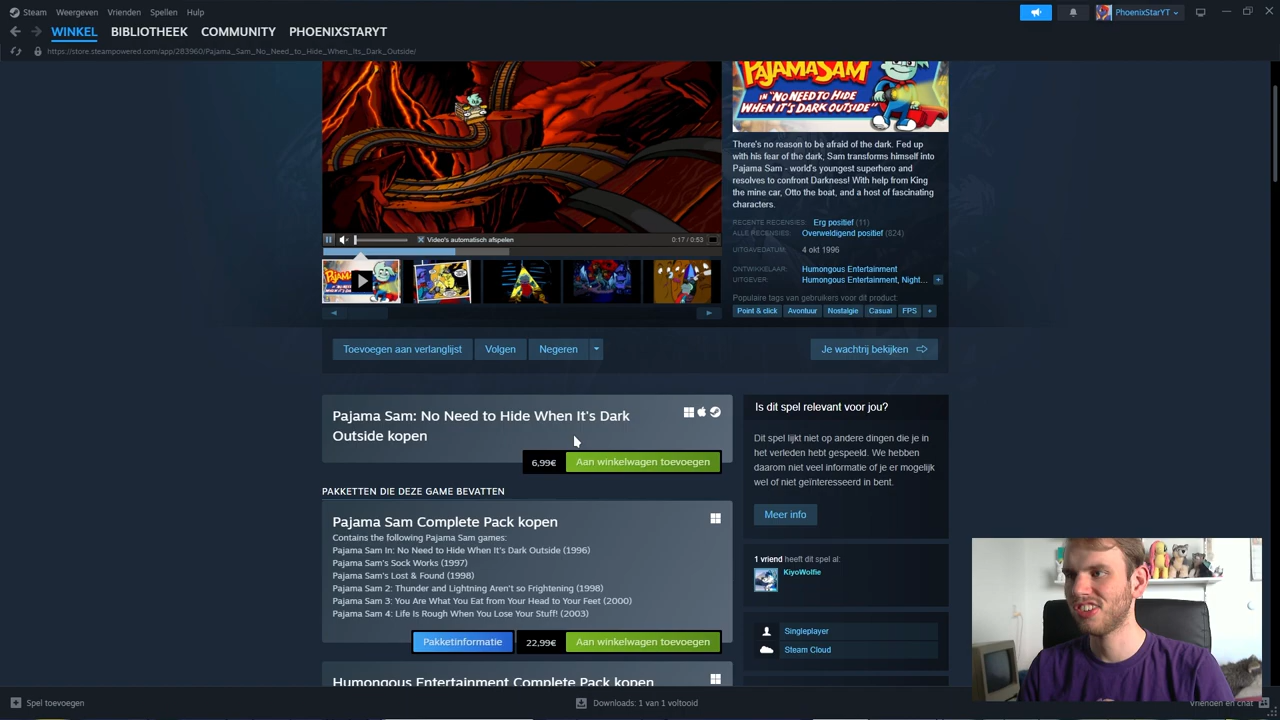 Steam Weergeven Vrienden Spellen Help
PhoenixStarYT
WINKEL BIBLIOTHEEK COMMUNITY PHOENIXSTARYT
https://store.steampowered.com/app/283960/Pajama_Sam_No_Need_to_Hide_When_Its_Dark_Outside/
PAJAMA SAM
IN "NO NEED TO HIDE
WHEN IT'S DARK OUTSIDE"
There's no reason to be afraid of the dark. Fed up
with his fear of the dark, Sam transforms himself into
Pajama Sam - world's youngest superhero and
resolves to confront Darkness! With help from King
the mine car, Otto the boat, and a host of fascinating
characters.
RECENTE RECENSIES: Erg positief (11)
ALLE RECENSIES: Overweldigend positief (824)
UITGAVEDATUM: 4 okt 1996
ONTWIKKELAAR: Humongous Entertainment
UITGEVER: Humongous Entertainment, Night... +
Populaire tags van gebruikers voor dit product:
Point & click Avontuur Nostalgie Casual FPS +
Video's automatisch afspelen 0:17 / 0:53
Toevoegen aan verlanglijst Volgen Negeren Je wachtrij bekijken
Pajama Sam: No Need to Hide When It's Dark
Outside kopen
6,99€ Aan winkelwagen toevoegen
PAKKETTEN DIE DEZE GAME BEVATTEN
Pajama Sam Complete Pack kopen
Contains the following Pajama Sam games:
Pajama Sam In: No Need to Hide When It's Dark Outside (1996)
Pajama Sam's Sock Works (1997)
Pajama Sam's Lost & Found (1998)
Pajama Sam 2: Thunder and Lightning Aren't so Frightening (1998)
Pajama Sam 3: You Are What You Eat from Your Head to Your Feet (2000)
Pajama Sam 4: Life Is Rough When You Lose Your Stuff! (2003)
Pakketinformatie 22,99€ Aan winkelwagen toevoegen
Humongous Entertainment Complete Pack kopen
Is dit spel relevant voor jou?
Dit spel lijkt niet op andere dingen die je in
het verleden hebt gespeeld. We hebben
daarom niet veel informatie of je er mogelijk
wel of niet geïnteresseerd in bent.
Meer info
1 vriend heeft dit spel al:
KiyoWolfie
Singleplayer
Steam Cloud
Spel toevoegen Downloads: 1 van 1 voltooid Vrienden en chat